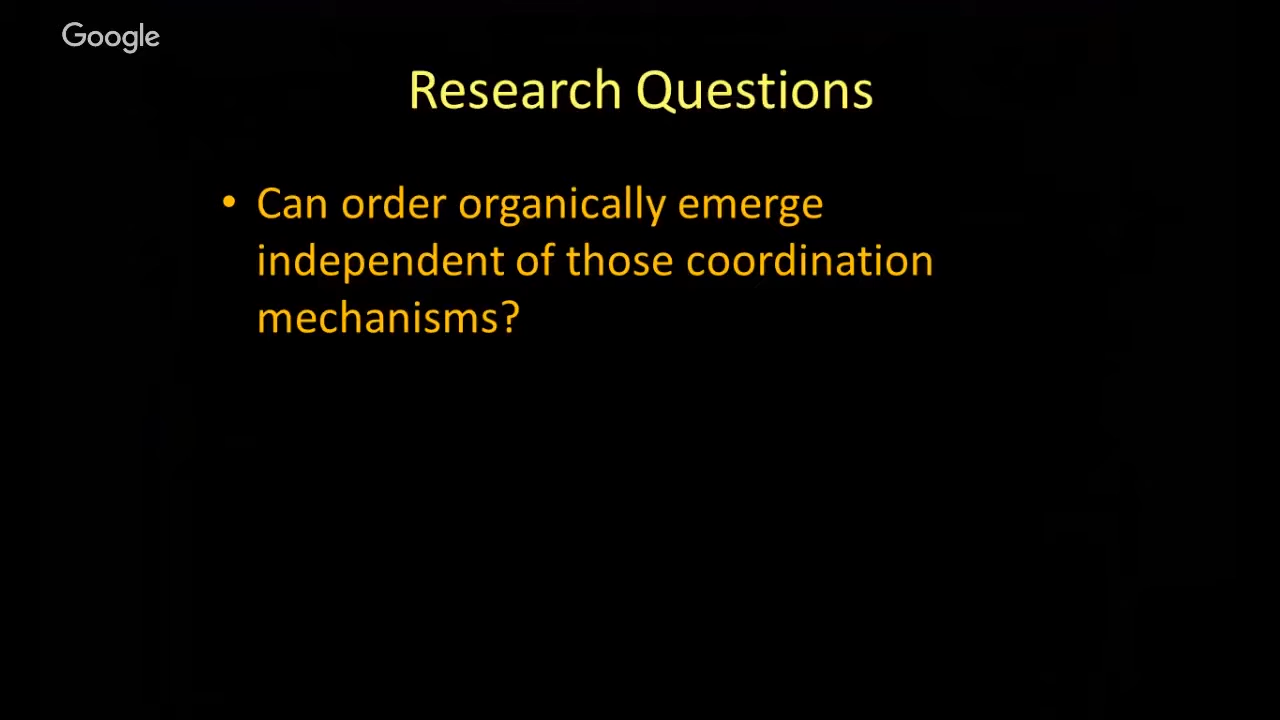 Google
Research Questions
• Can order organically emerge
independent of those coordination
mechanisms?